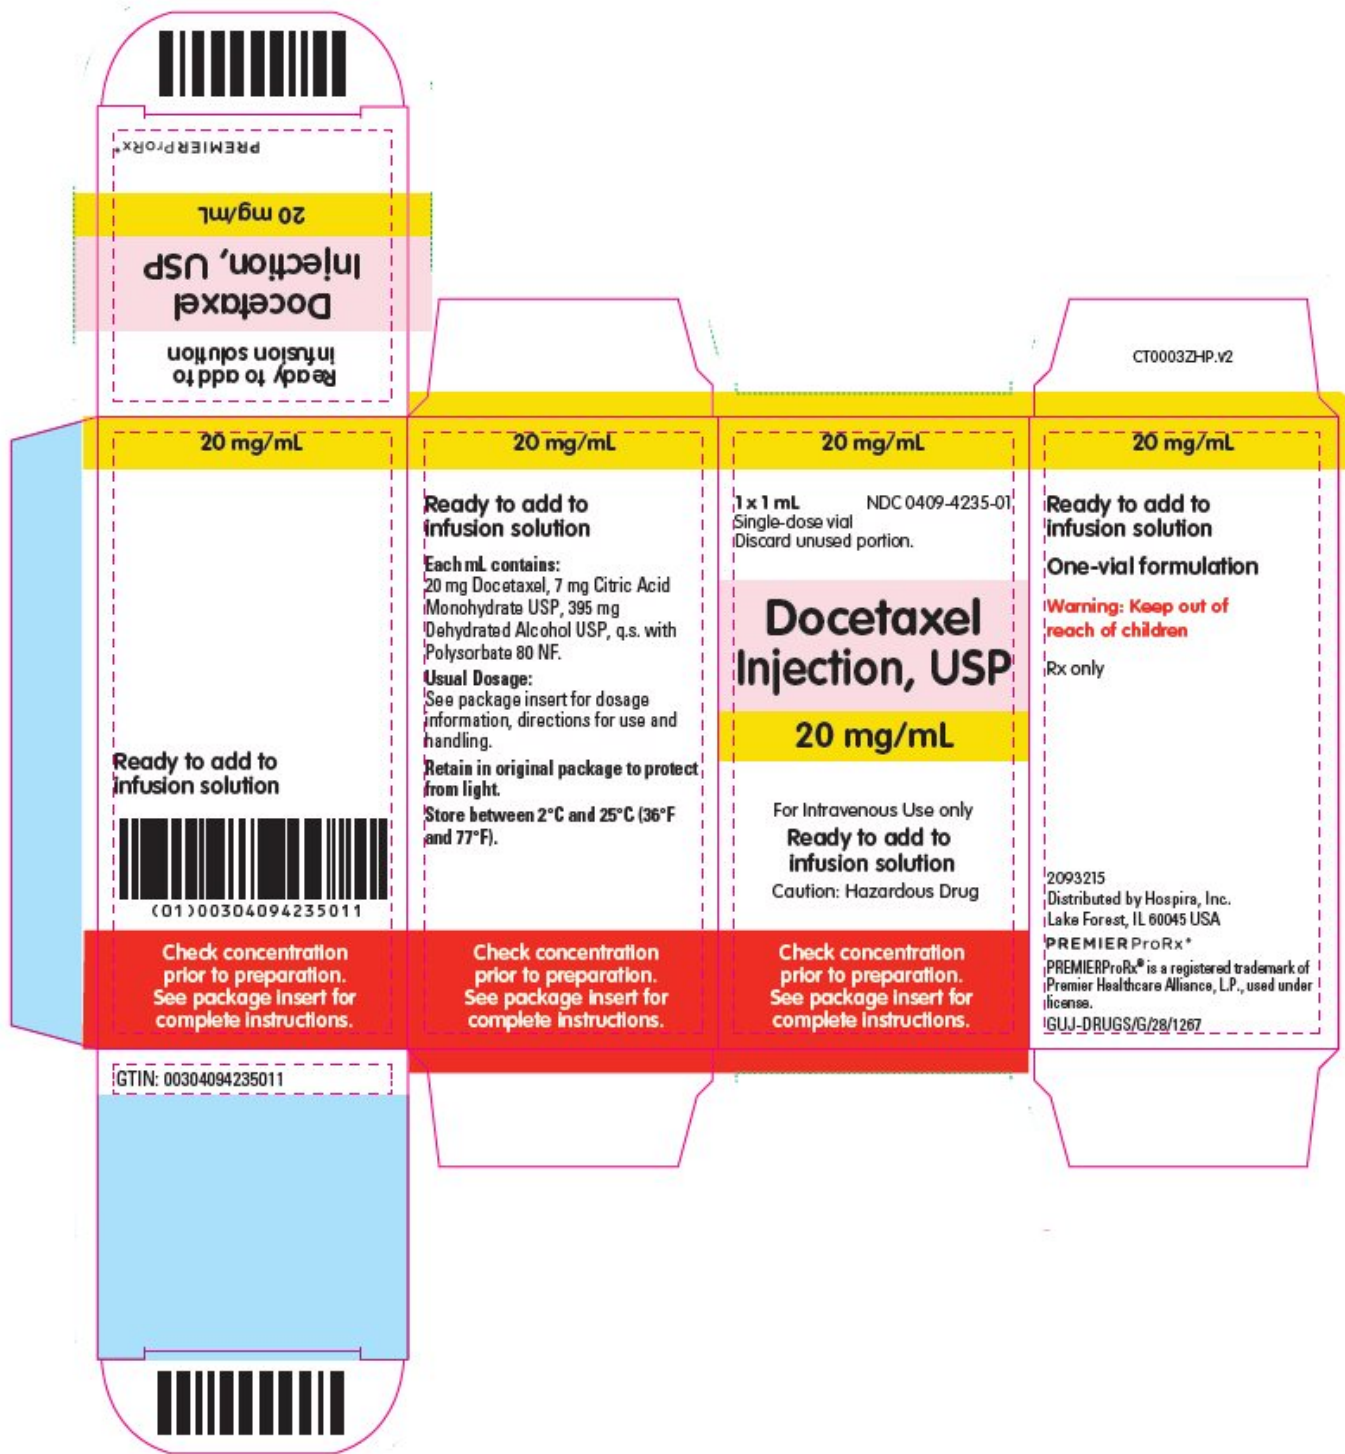 PREMIERProRx®
20 mg/mL
Docetaxel
Injection, USP
Ready to add to
infusion solution
CT0003ZHP.v2
20 mg/mL
Ready to add to
infusion solution
(01)00304094235011
Check concentration
prior to preparation.
See package insert for
complete instructions.
GTIN: 00304094235011
20 mg/mL
Ready to add to
infusion solution
Each mL contains:
20 mg Docetaxel, 7 mg Citric Acid
Monohydrate USP, 395 mg
Dehydrated Alcohol USP, q.s. with
Polysorbate 80 NF.
Usual Dosage:
See package insert for dosage
information, directions for use and
handling.
Retain in original package to protect
from light.
Store between 2°C and 25°C (36°F
and 77°F).
Check concentration
prior to preparation.
See package insert for
complete instructions.
20 mg/mL
1 x 1 mL NDC 0409-4235-01
Single-dose vial
Discard unused portion.
Docetaxel
Injection, USP
20 mg/mL
For Intravenous Use only
Ready to add to
infusion solution
Caution: Hazardous Drug
Check concentration
prior to preparation.
See package insert for
complete instructions.
20 mg/mL
Ready to add to
infusion solution
One-vial formulation
Warning: Keep out of
reach of children
Rx only
2093215
Distributed by Hospira, Inc.
Lake Forest, IL 60045 USA
PREMIERProRx®
PREMIERProRx® is a registered trademark of
Premier Healthcare Alliance, L.P., used under
license.
GUJ-DRUGS/G/28/1267